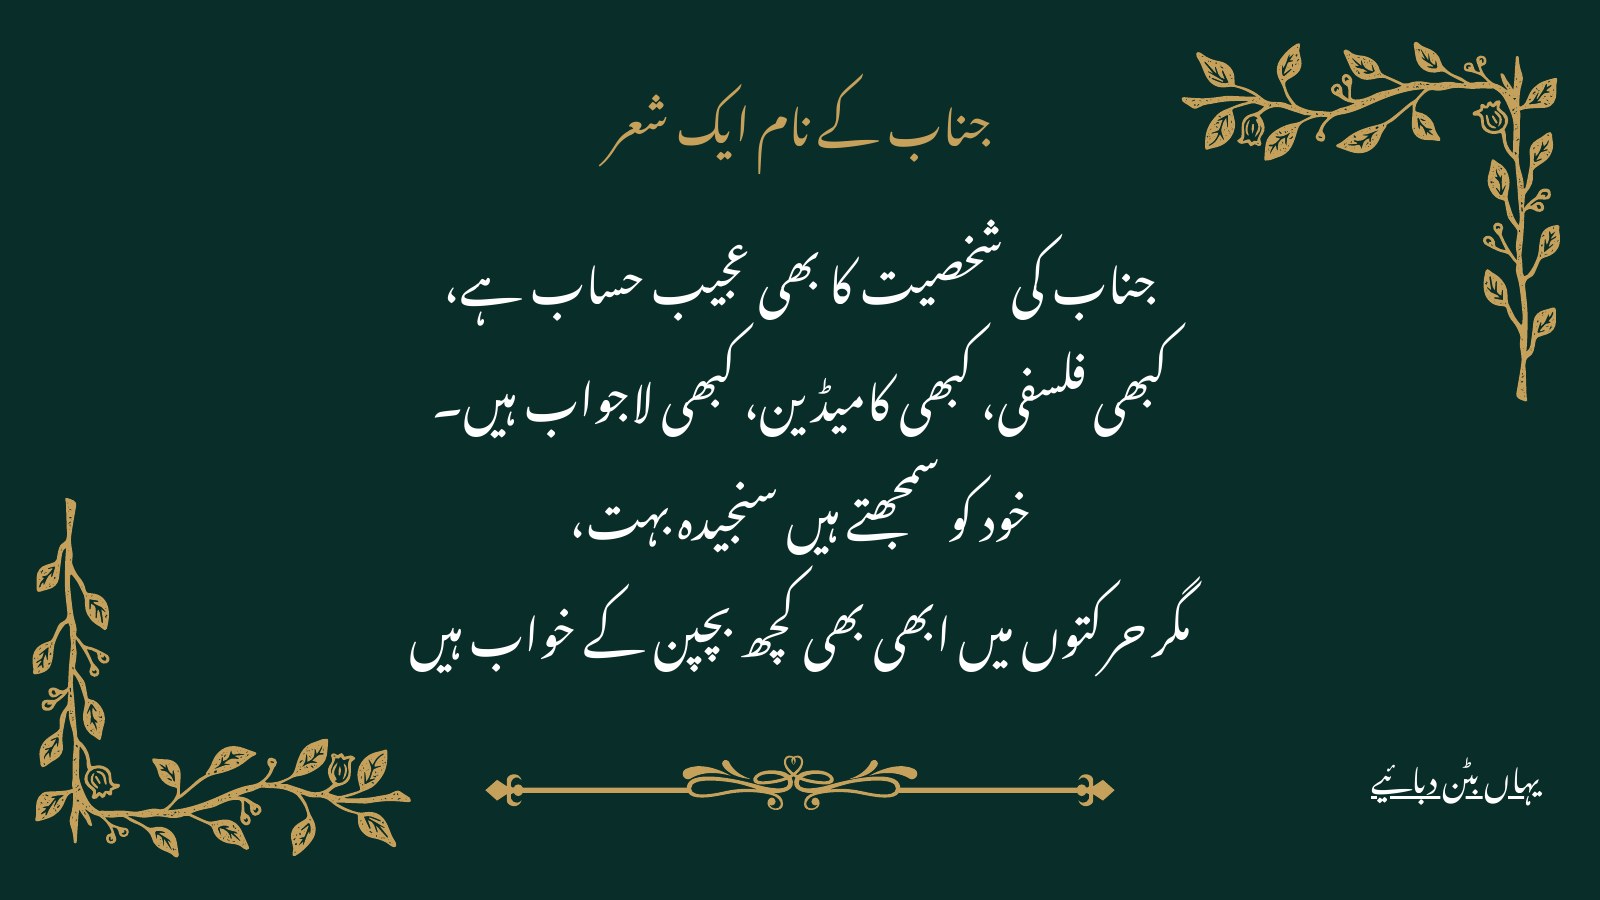 جناب کے نام ایک شعر
جناب کی شخصیت کا بھی عجیب حساب ہے،
کبھی فلسفی، کبھی کامیڈین، کبھی لاجواب ہیں۔
خود کو سمجھتے ہیں سنجیدہ بہت،
مگر حرکتوں میں ابھی بھی کچھ بچپن کے خواب ہیں
یہاں بٹن دبائیے